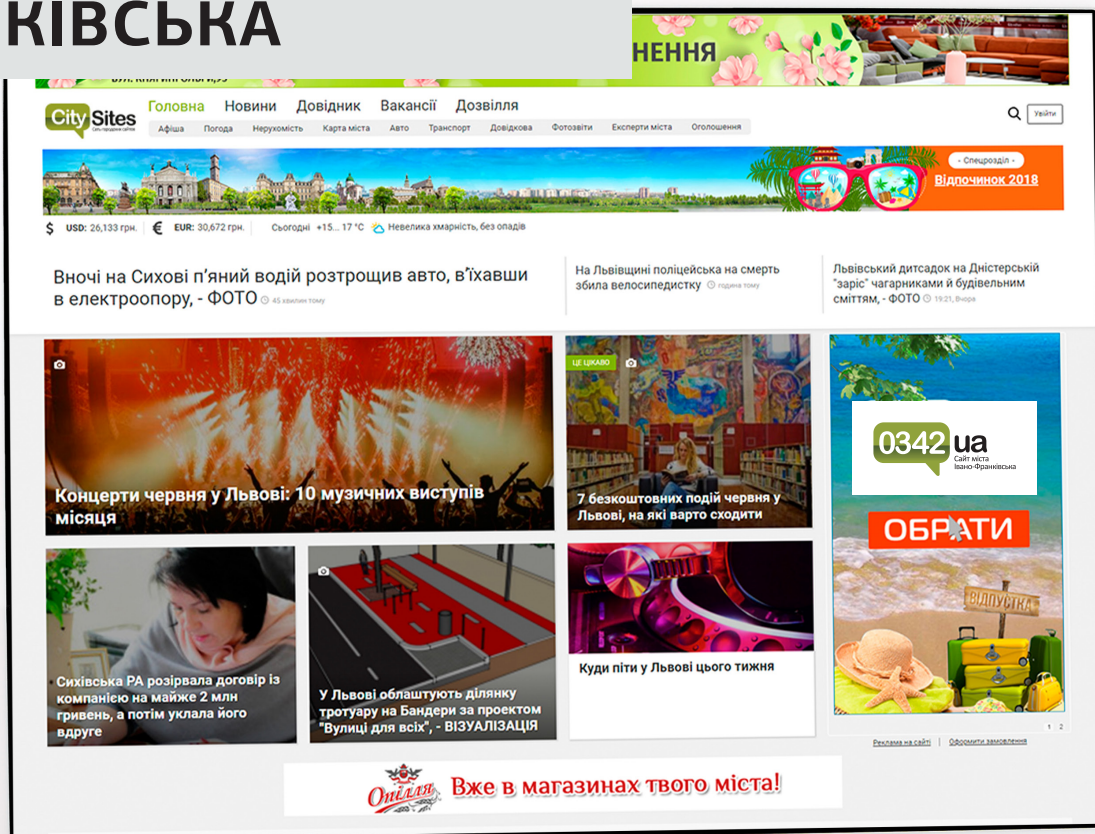 КІВСЬКА
НЕННЯ
City Sites
Головна Новини Довідник Вакансії Дозвілля
Афіша Погода Нерухомість Карта міста Авто Транспорт Довідкова Фотозвіти Експерти міста Оголошення
Увійти
- Спецрозділ -
Відпочинок 2018
$ USD: 26,133 грн. € EUR: 30,672 грн. Сьогодні +15... 17 °C Невелика хмарність, без опадів
Вночі на Сихові п’яний водій розтрощив авто, в’їхавши
в електроопору, - ФОТО 45 хвилин тому
На Львівщині поліцейська на смерть
збила велосипедистку година тому
Львівський дитсадок на Дністерській
"заріс" чагарниками й будівельним
сміттям, - ФОТО 19:21, Вчора
Концерти червня у Львові: 10 музичних виступів
місяця
ЦЕ ЦІКАВО
7 безкоштовних подій червня у
Львові, на які варто сходити
0342 ua
Сайт міста
Івано-Франківська
ОБРАТИ
ВІДПУСТКА
Сихівська РА розірвала договір із
компанією на майже 2 млн
гривень, а потім уклала його
вдруге
У Львові облаштують ділянку
тротуару на Бандери за проектом
"Вулиці для всіх", - ВІЗУАЛІЗАЦІЯ
Куди піти у Львові цього тижня
1 2
Реклама на сайті | Оформити замовлення
Опілля Вже в магазинах твого міста!